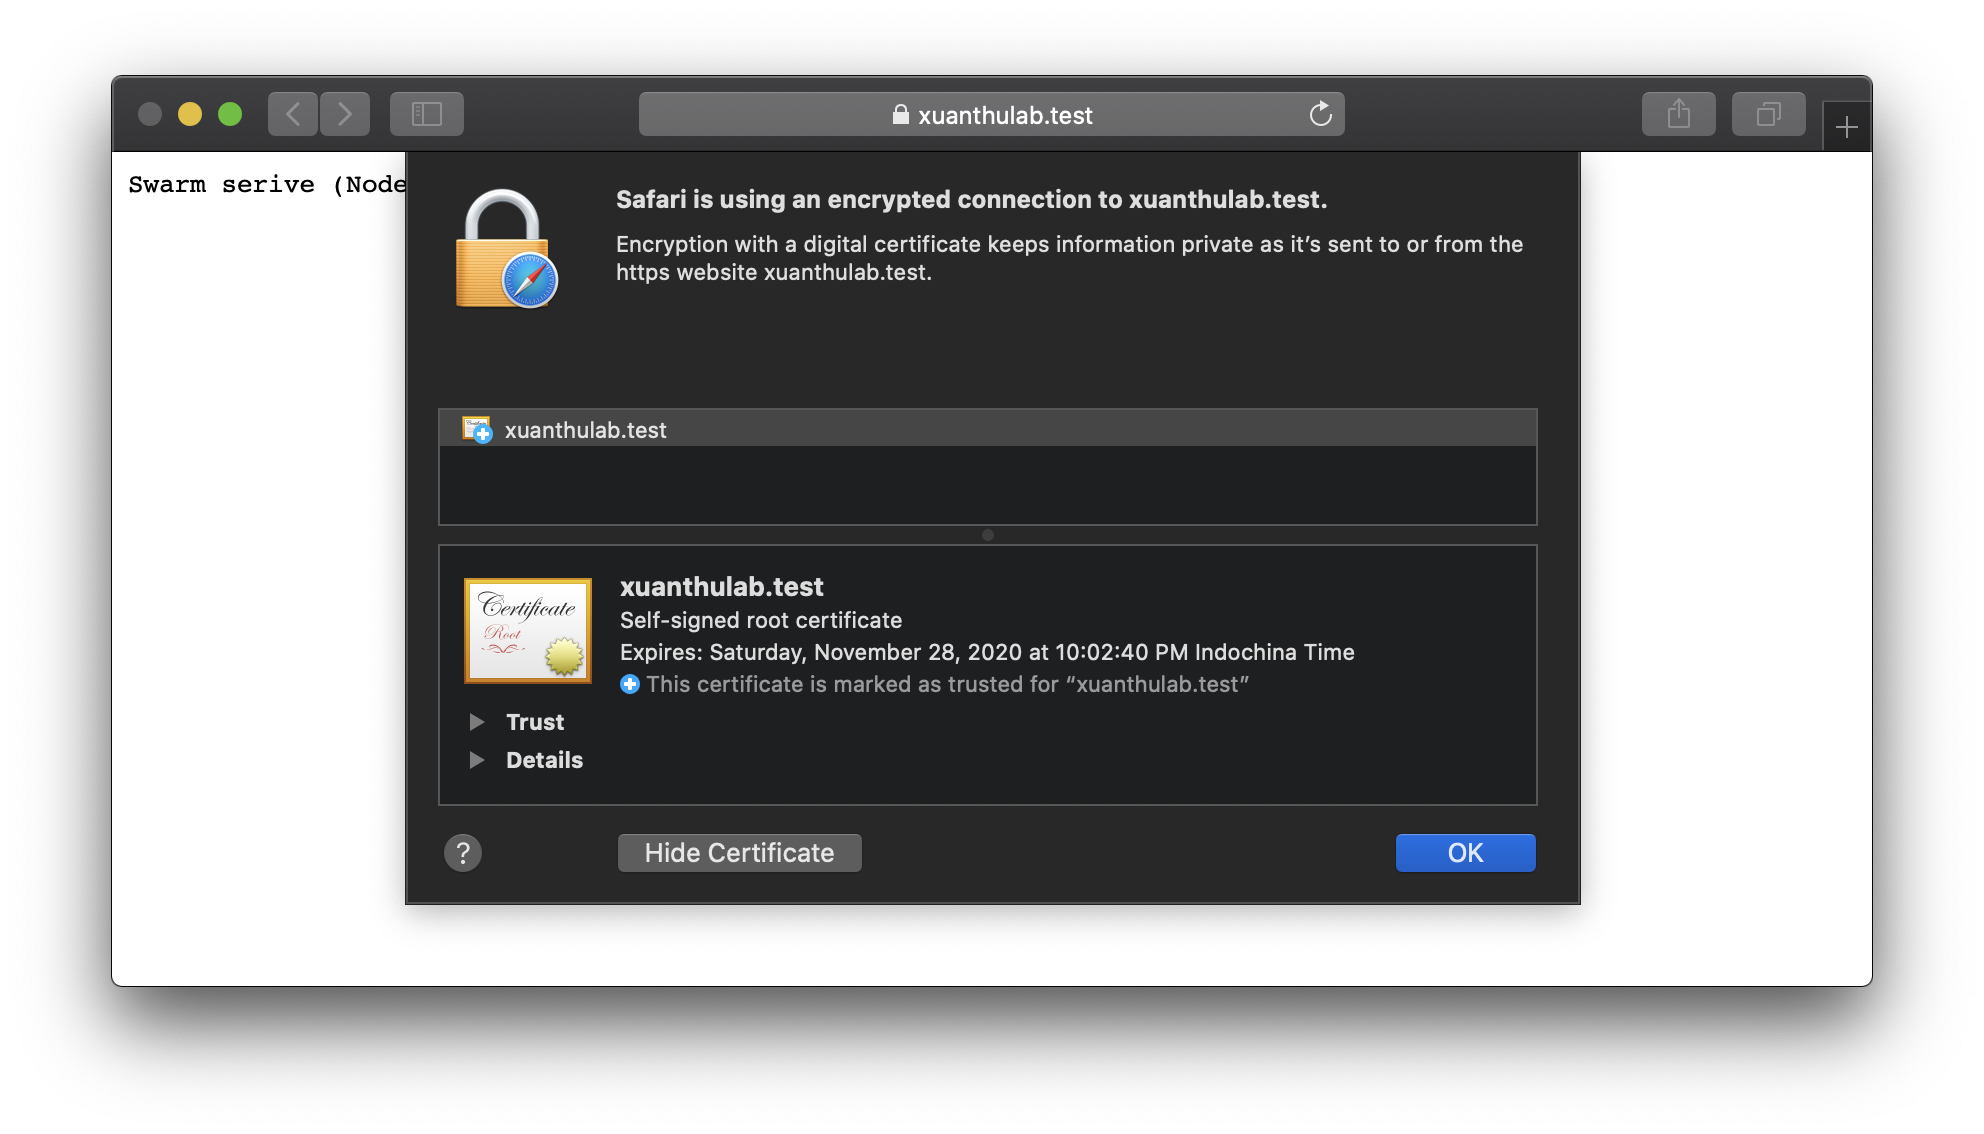 xuanthulab.test
Swarm serive (Node
Safari is using an encrypted connection to xuanthulab.test.
Encryption with a digital certificate keeps information private as it’s sent to or from the
https website xuanthulab.test.
xuanthulab.test
Certificate
Root
xuanthulab.test
Self-signed root certificate
Expires: Saturday, November 28, 2020 at 10:02:40 PM Indochina Time
This certificate is marked as trusted for “xuanthulab.test”
Trust
Details
?
Hide Certificate
OK